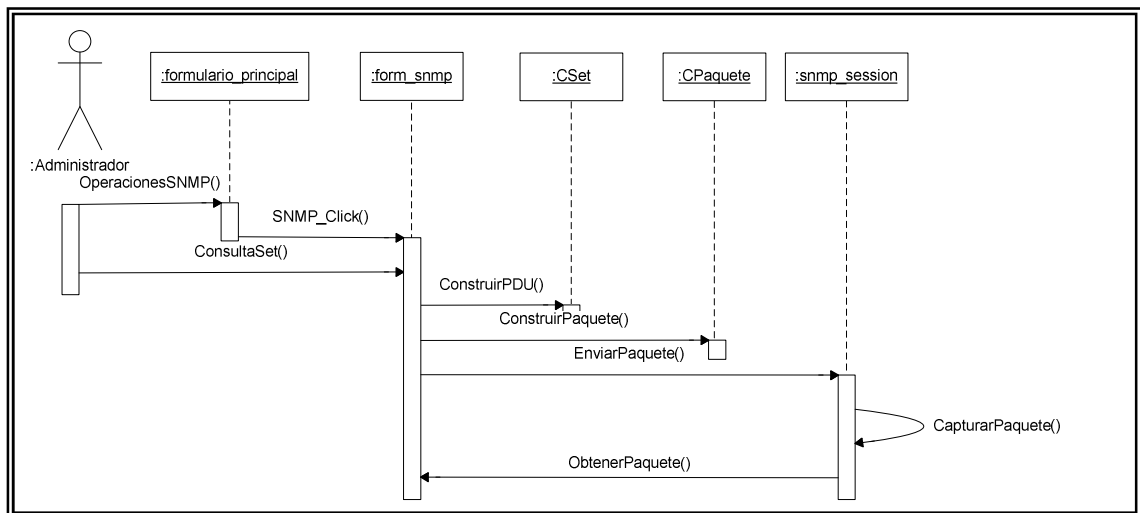 :formulario_principal
:form_snmp
:CSet
:CPaquete
:snmp_session
:Administrador
OperacionesSNMP()
SNMP_Click()
ConsultaSet()
ConstruirPDU()
ConstruirPaquete()
EnviarPaquete()
CapturarPaquete()
ObtenerPaquete()